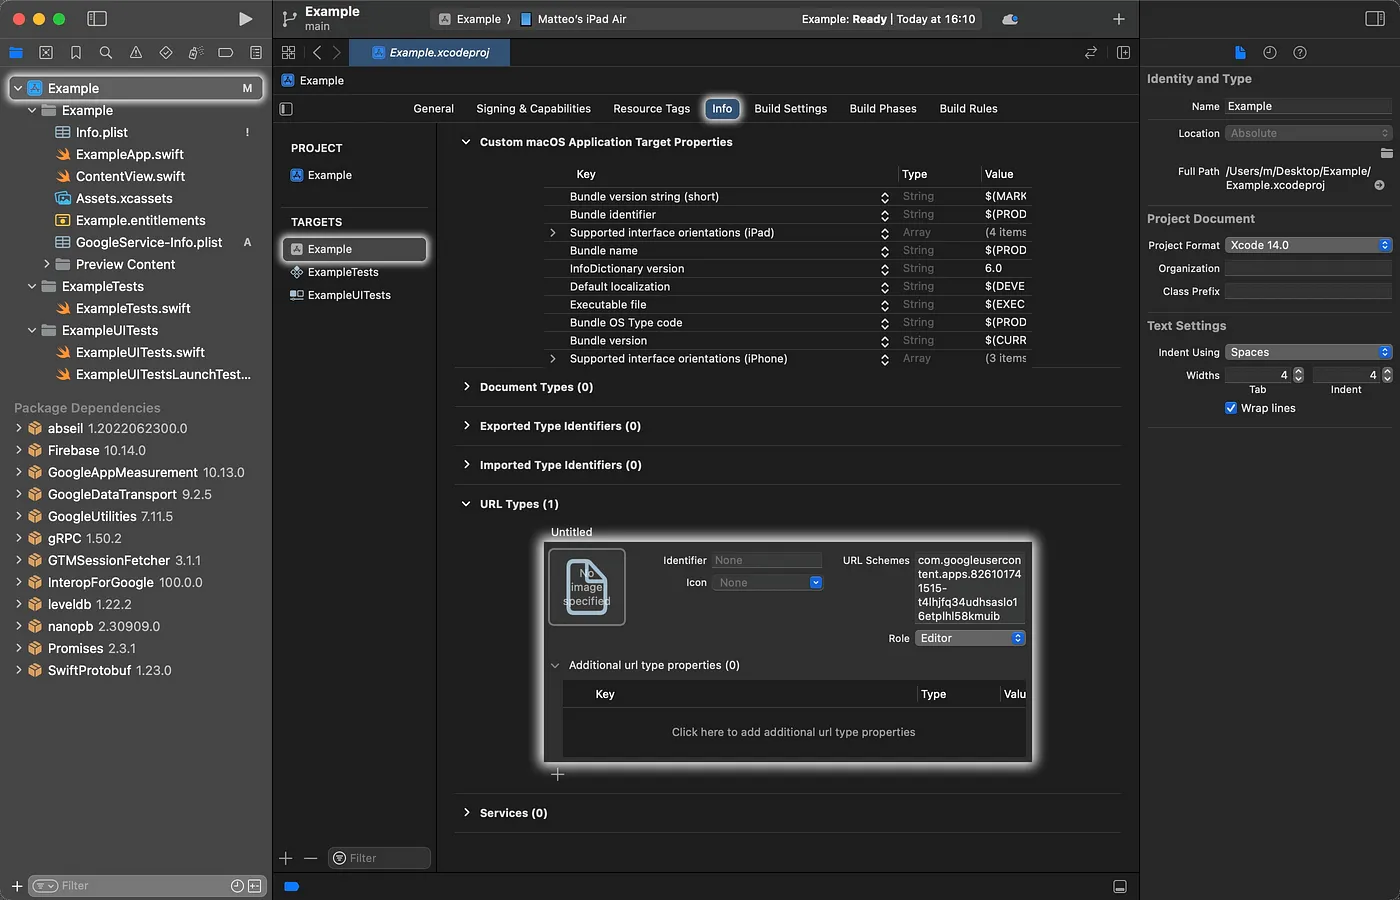 Example
main
Example
Matteo's iPad Air
Example: Ready | Today at 16:10
Example.xcodeproj
Example M
Example
Info.plist !
ExampleApp.swift
ContentView.swift
Assets.xcassets
Example.entitlements
GoogleService-Info.plist A
Preview Content
ExampleTests
ExampleTests.swift
ExampleUITests
ExampleUITests.swift
ExampleUITestsLaunchTest...
Package Dependencies
abseil 1.2022062300.0
Firebase 10.14.0
GoogleAppMeasurement 10.13.0
GoogleDataTransport 9.2.5
GoogleUtilities 7.11.5
gRPC 1.50.2
GTMSessionFetcher 3.1.1
InteropForGoogle 100.0.0
leveldb 1.22.2
nanopb 2.30909.0
Promises 2.3.1
SwiftProtobuf 1.23.0
Filter
Example
General Signing & Capabilities Resource Tags Info Build Settings Build Phases Build Rules
PROJECT
Example
TARGETS
Example
ExampleTests
ExampleUITests
Filter
Custom macOS Application Target Properties
Key Type Value
Bundle version string (short) String $(MARK
Bundle identifier String $(PROD
Supported interface orientations (iPad) Array (4 items
Bundle name String $(PROD
InfoDictionary version String 6.0
Default localization String $(DEVE
Executable file String $(EXEC
Bundle OS Type code String $(PROD
Bundle version String $(CURR
Supported interface orientations (iPhone) Array (3 items
Document Types (0)
Exported Type Identifiers (0)
Imported Type Identifiers (0)
URL Types (1)
Untitled
No
image
specified
Identifier None
Icon None
URL Schemes com.googleusercon
tent.apps.82610174
1515-
t4lhjfq34udhsaslo1
6etplhl58kmuib
Role Editor
Additional url type properties (0)
Key Type Valu
Click here to add additional url type properties
Services (0)
Identity and Type
Name Example
Location Absolute
Full Path /Users/m/Desktop/Example/
Example.xcodeproj
Project Document
Project Format Xcode 14.0
Organization
Class Prefix
Text Settings
Indent Using Spaces
Widths 4 4
Tab Indent
Wrap lines